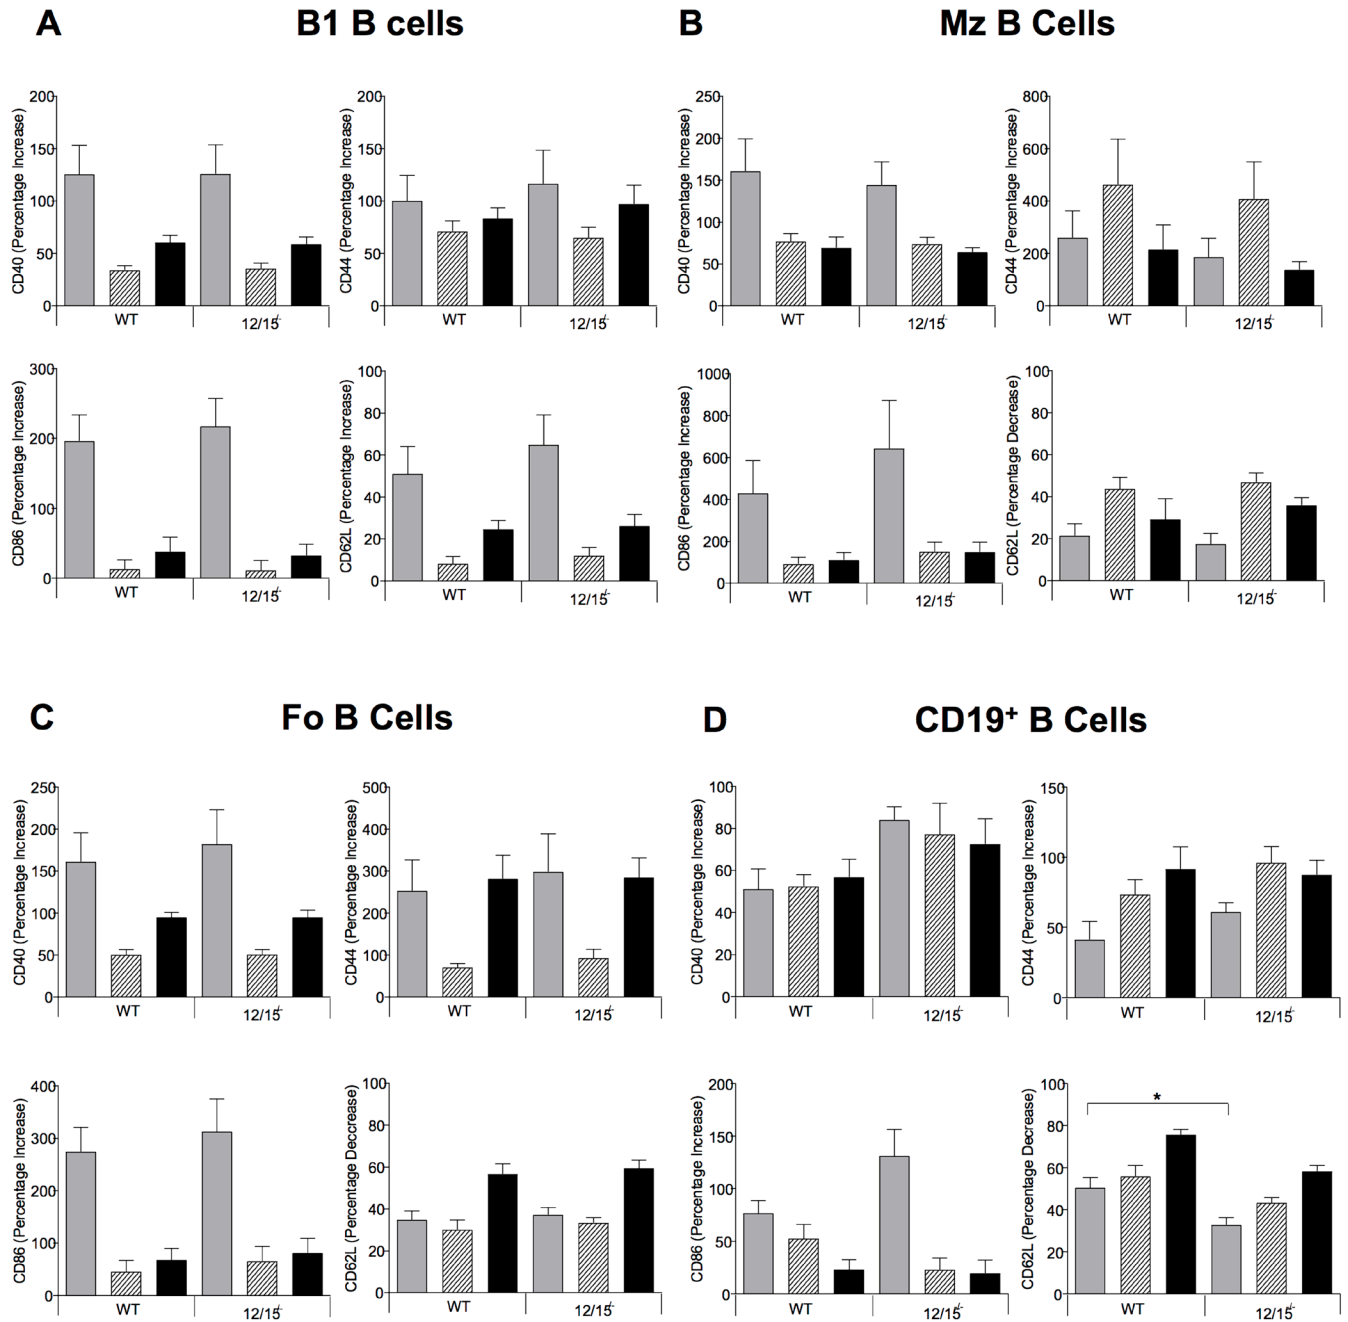 A B1 B cells
CD40 (Percentage Increase)
200
150
100
50
0
WT 12/15-/-
CD44 (Percentage Increase)
200
150
100
50
0
WT 12/15-/-
CD86 (Percentage Increase)
300
200
100
0
WT 12/15-/-
CD62L (Percentage Increase)
100
80
60
40
20
0
WT 12/15-/-
B Mz B Cells
CD40 (Percentage Increase)
250
200
150
100
50
0
WT 12/15-/-
CD44 (Percentage Increase)
800
600
400
200
0
WT 12/15-/-
CD86 (Percentage Increase)
1000
800
600
400
200
0
WT 12/15-/-
CD62L (Percentage Decrease)
100
80
60
40
20
0
WT 12/15-/-
C Fo B Cells
CD40 (Percentage Increase)
250
200
150
100
50
0
WT 12/15-/-
CD44 (Percentage Increase)
500
400
300
200
100
0
WT 12/15-/-
CD86 (Percentage Increase)
400
300
200
100
0
WT 12/15-/-
CD62L (Percentage Deccrease)
100
80
60
40
20
0
WT 12/15-/-
D CD19+ B Cells
CD40 (Percentage Increase)
100
80
60
40
20
0
WT 12/15-/-
CD44 (Percentage Increase)
150
100
50
0
WT 12/15-/-
CD86 (Percentage Increase)
200
150
100
50
0
WT 12/15-/-
CD62L (Percentage Decrease)
100
80
60
40
20
0
*
WT 12/15-/-